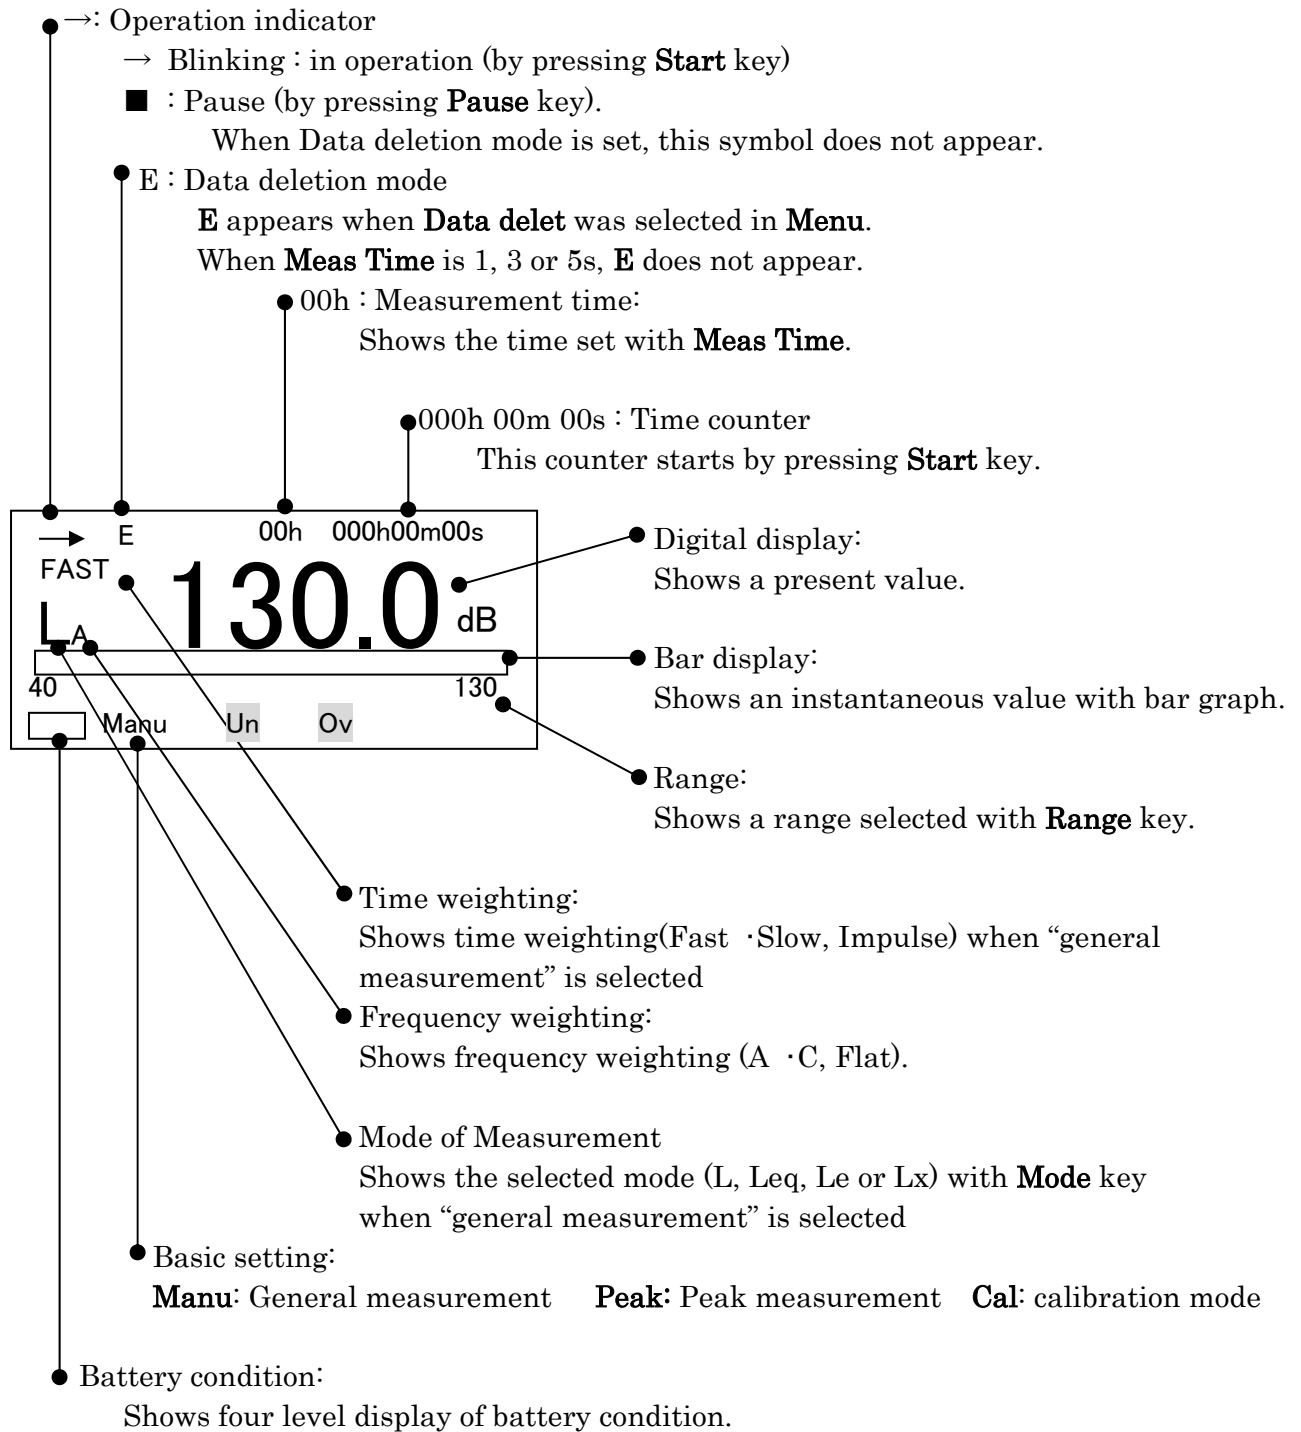 →: Operation indicator
→ Blinking : in operation (by pressing Start key)
■ : Pause (by pressing Pause key).
When Data deletion mode is set, this symbol does not appear.
E : Data deletion mode
E appears when Data delet was selected in Menu.
When Meas Time is 1, 3 or 5s, E does not appear.
00h : Measurement time:
Shows the time set with Meas Time.
000h 00m 00s : Time counter
This counter starts by pressing Start key.
→ E 00h 000h00m00s
FAST
130.0 dB
LA
40 130
Manu Un Ov
Digital display:
Shows a present value.
Bar display:
Shows an instantaneous value with bar graph.
Range:
Shows a range selected with Range key.
Time weighting:
Shows time weighting(Fast ·Slow, Impulse) when “general
measurement” is selected
Frequency weighting:
Shows frequency weighting (A ·C, Flat).
Mode of Measurement
Shows the selected mode (L, Leq, Le or Lx) with Mode key
when “general measurement” is selected
Basic setting:
Manu: General measurement Peak: Peak measurement Cal: calibration mode
Battery condition:
Shows four level display of battery condition.